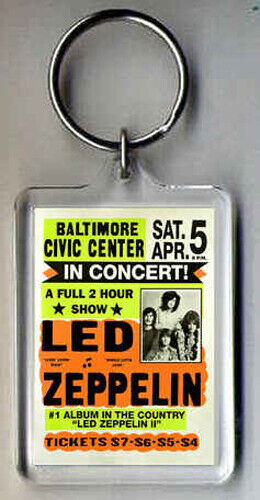 BALTIMORE
CIVIC CENTER
SAT.
APR. 5
8 P.M.
★ IN CONCERT! ★
A FULL 2 HOUR
★ SHOW ★
LED
ZEPPELIN
#1 ALBUM IN THE COUNTRY
"LED ZEPPELIN II"
TICKETS $7-$6-$5-$4